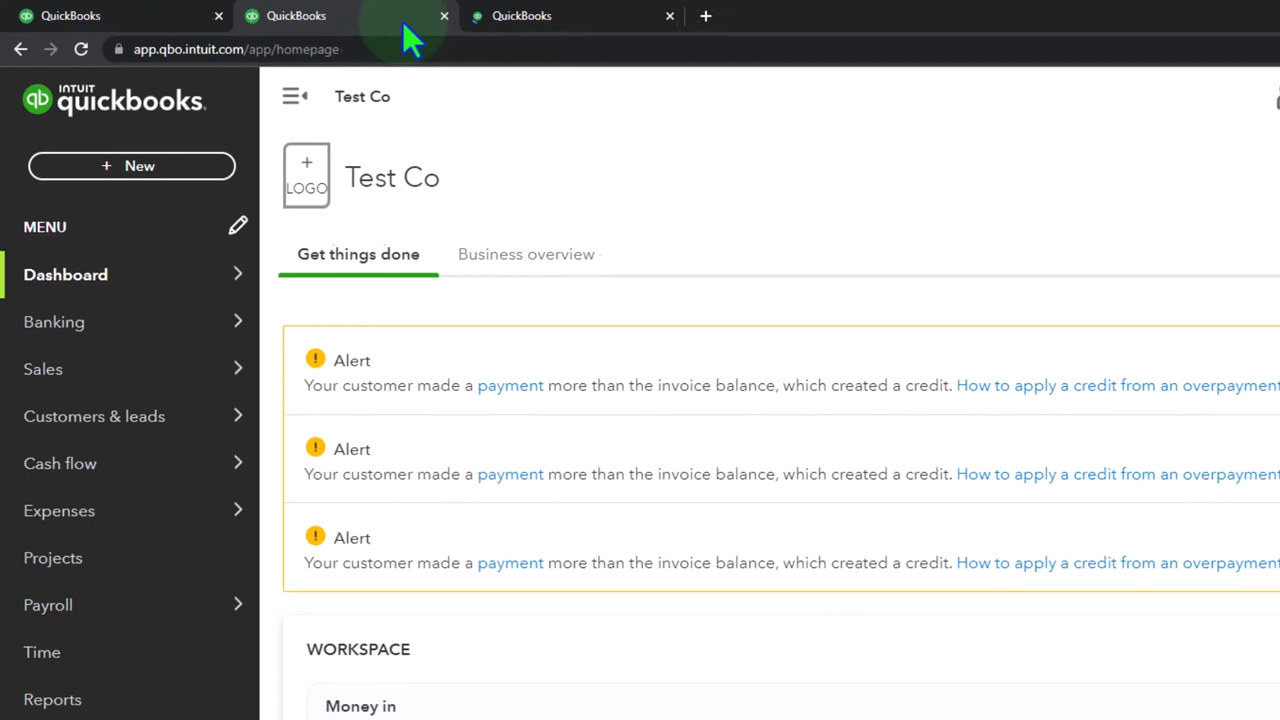 QuickBooks
QuickBooks
QuickBooks
app.qbo.intuit.com/app/homepage
INTUIT
quickbooks.
qb
Test Co
+ New
+
LOGO
Test Co
MENU
Get things done
Business overview
Dashboard
Banking
Sales
Customers & leads
Cash flow
Expenses
Projects
Payroll
Time
Reports
! Alert
Your customer made a payment more than the invoice balance, which created a credit. How to apply a credit from an overpayment
! Alert
Your customer made a payment more than the invoice balance, which created a credit. How to apply a credit from an overpayment
! Alert
Your customer made a payment more than the invoice balance, which created a credit. How to apply a credit from an overpayment
WORKSPACE
Money in